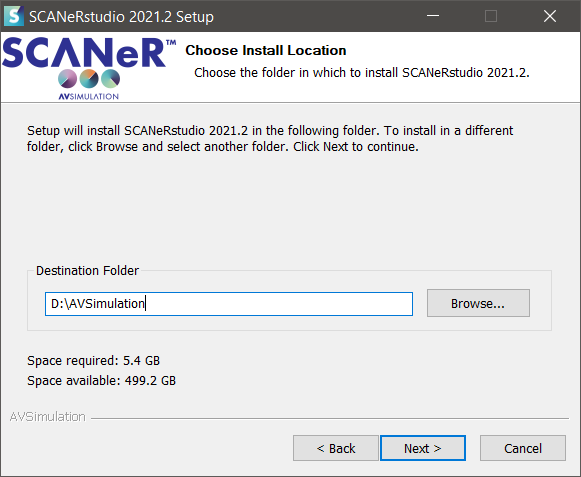 SCANeRstudio 2021.2 Setup
SCANeR™
AVSIMULATION
Choose Install Location
Choose the folder in which to install SCANeRstudio 2021.2.
Setup will install SCANeRstudio 2021.2 in the following folder. To install in a different
folder, click Browse and select another folder. Click Next to continue.
Destination Folder
D:\AVSimulation
Browse...
Space required: 5.4 GB
Space available: 499.2 GB
AVSimulation
< Back
Next >
Cancel